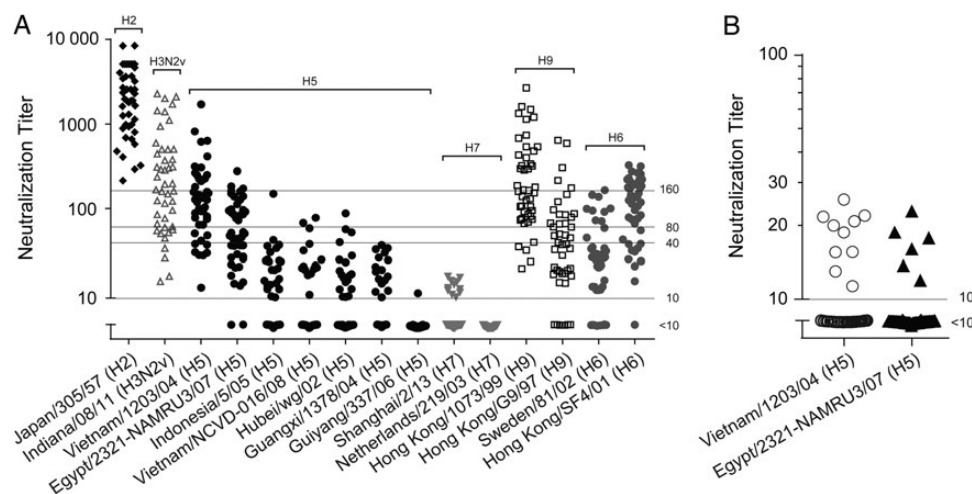 A
B
H2
H3N2v
H5
H7
H9
H6
Neutralization Titer
10 000
1000
100
10
160
80
40
10
<10
Japan/305/57 (H2)
Indiana/08/11 (H3N2v)
Vietnam/1203/04 (H5)
Egypt/2321-NAMRU3/07 (H5)
Indonesia/5/05 (H5)
Vietnam/NCVD-016/08 (H5)
Hubei/wg/02 (H5)
Guangxi/1378/04 (H5)
Guiyang/337/06 (H5)
Shanghai/2/13 (H7)
Netherlands/219/03 (H7)
Hong Kong/1073/99 (H9)
Hong Kong/G9/97 (H9)
Sweden/81/02 (H6)
Hong Kong/SF4/01 (H6)
Neutralization Titer
100
30
20
10
10
<10
Vietnam/1203/04 (H5)
Egypt/2321-NAMRU3/07 (H5)